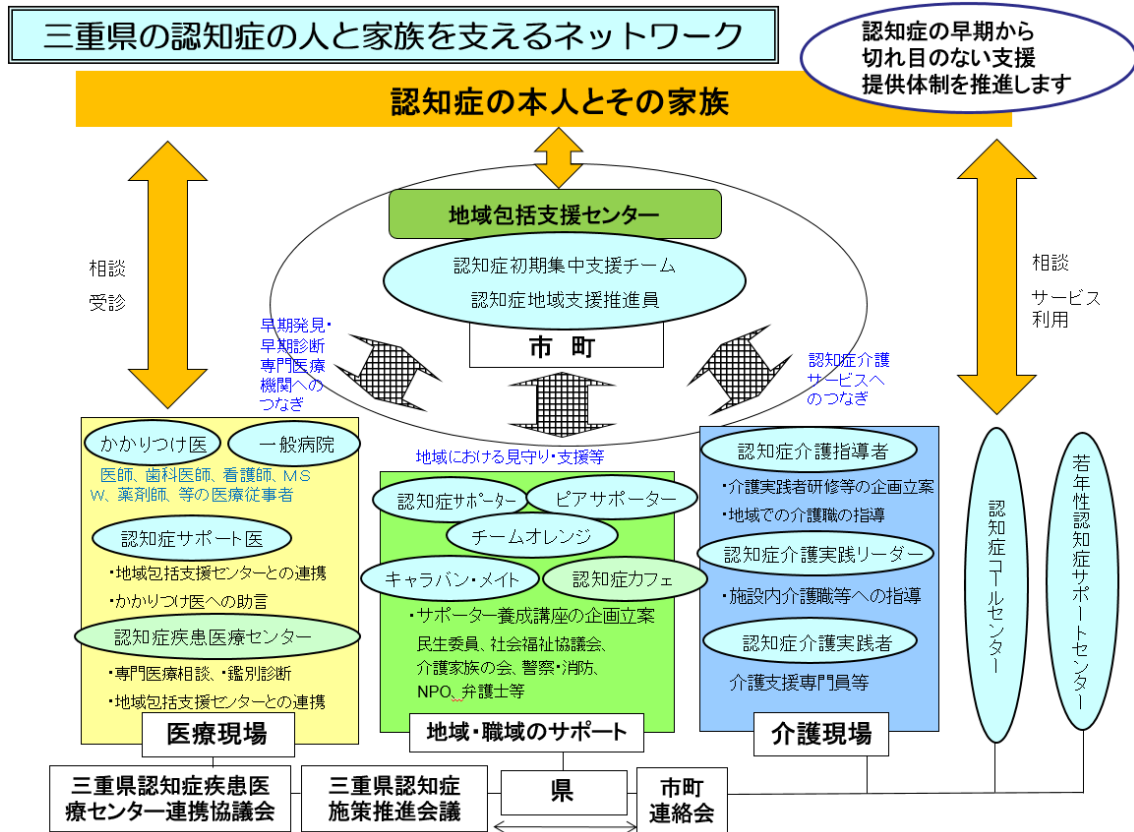 三重県の認知症の人と家族を支えるネットワーク
認知症の早期から
切れ目のない支援
提供体制を推進します
認知症の本人とその家族
地域包括支援センター
認知症初期集中支援チーム
認知症地域支援推進員
市 町
相談
受診
相談
サービス
利用
早期発見・
早期診断
専門医療
機関への
つなぎ
認知症介護
サービスへ
のつなぎ
地域における見守り・支援等
かかりつけ医
一般病院
医師、歯科医師、看護師、MS
W、薬剤師、等の医療従事者
認知症サポート医
・地域包括支援センターとの連携
・かかりつけ医への助言
認知症疾患医療センター
・専門医療相談、・鑑別診断
・地域包括支援センターとの連携
医療現場
認知症サポーター
ピアサポーター
チームオレンジ
キャラバン・メイト
認知症カフェ
・サポーター養成講座の企画立案
民生委員、社会福祉協議会、
介護家族の会、警察・消防、
NPO、弁護士等
地域・職域のサポート
認知症介護指導者
・介護実践者研修等の企画立案
・地域での介護職の指導
認知症介護実践リーダー
・施設内介護職等への指導
認知症介護実践者
介護支援専門員等
介護現場
認知症コールセンター
若年性認知症サポートセンター
三重県認知症疾患医
療センター連携協議会
三重県認知症
施策推進会議
県
市町
連絡会